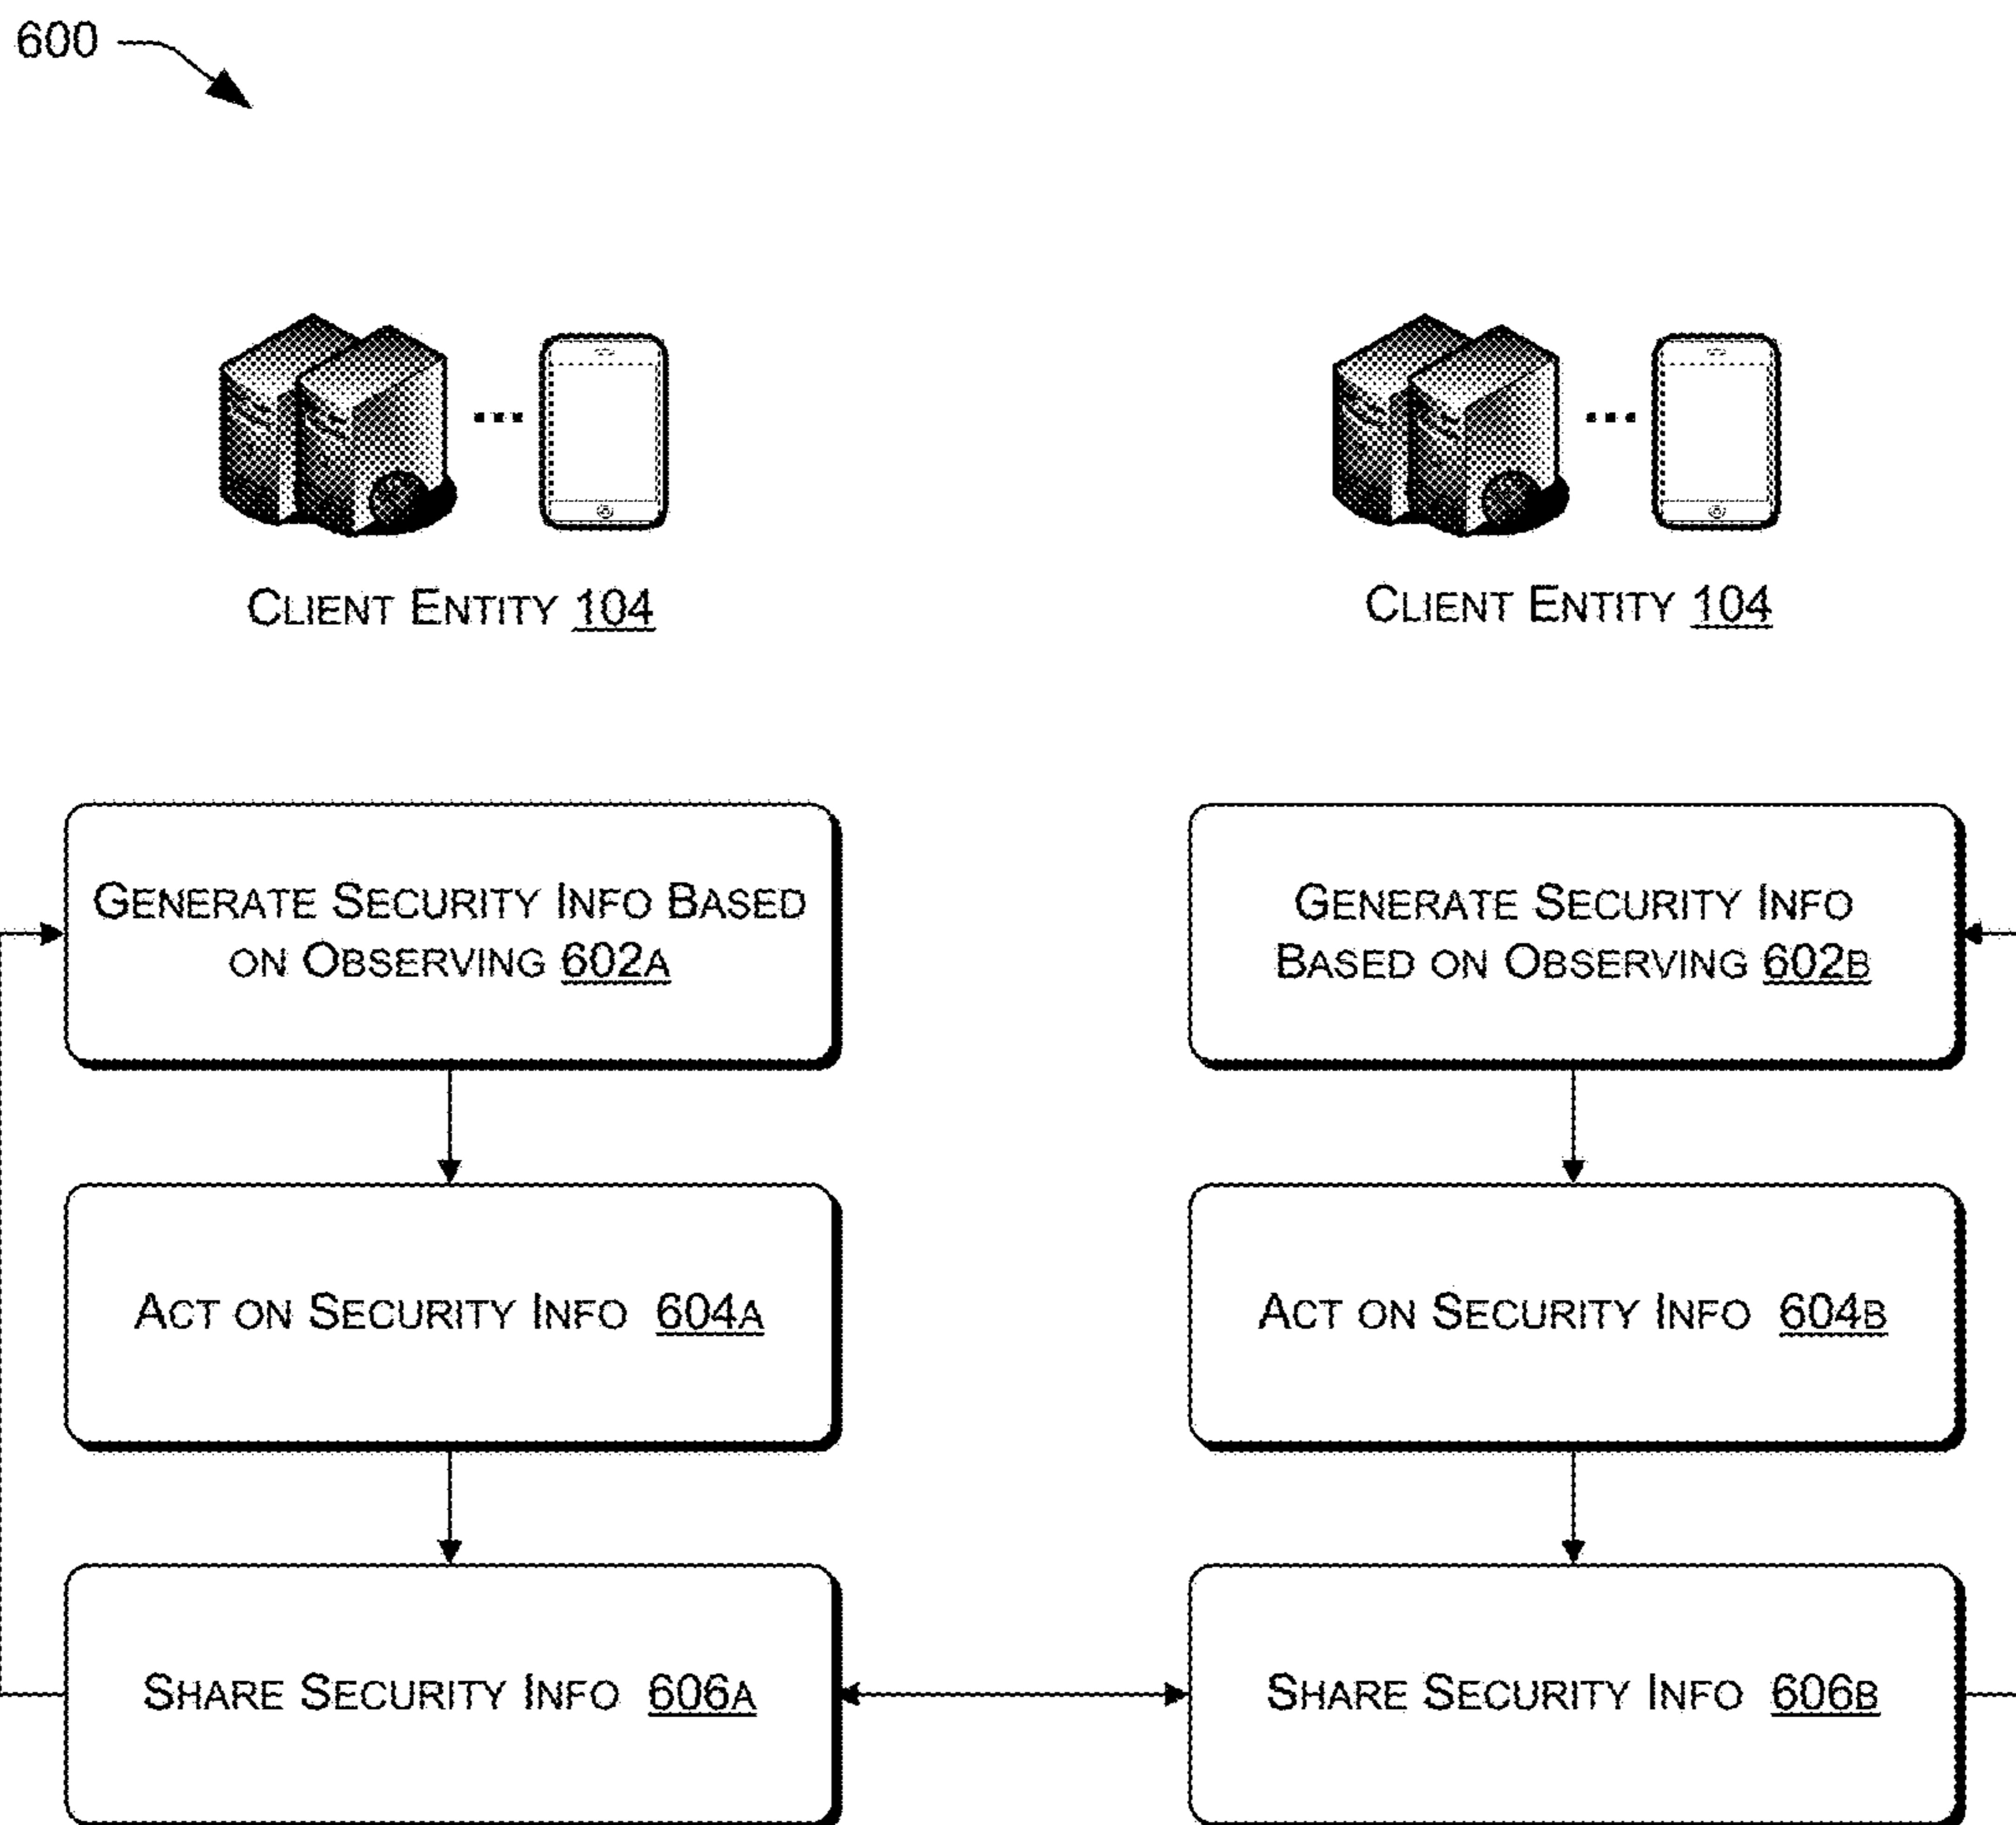 600
CLIENT ENTITY 104
CLIENT ENTITY 104
GENERATE SECURITY INFO BASED
ON OBSERVING 602A
GENERATE SECURITY INFO
BASED ON OBSERVING 602B
ACT ON SECURITY INFO 604A
ACT ON SECURITY INFO 604B
SHARE SECURITY INFO 606A
SHARE SECURITY INFO 606B